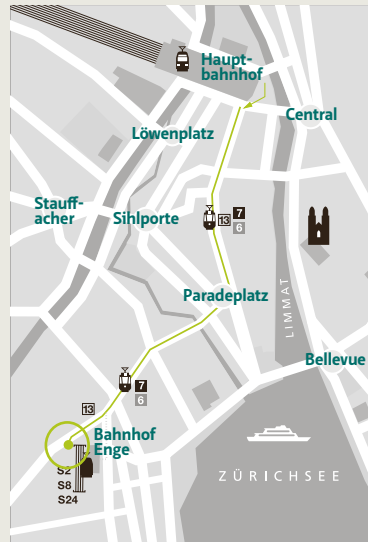 Haupt-
bahnhof
Central
Löwenplatz
Stauff-
acher
Sihlporte
13 7
6
Paradeplatz
LIMMAT
Bellevue
7
6
13
Bahnhof
Enge
ZÜRICHSEE
S2
S8
S24